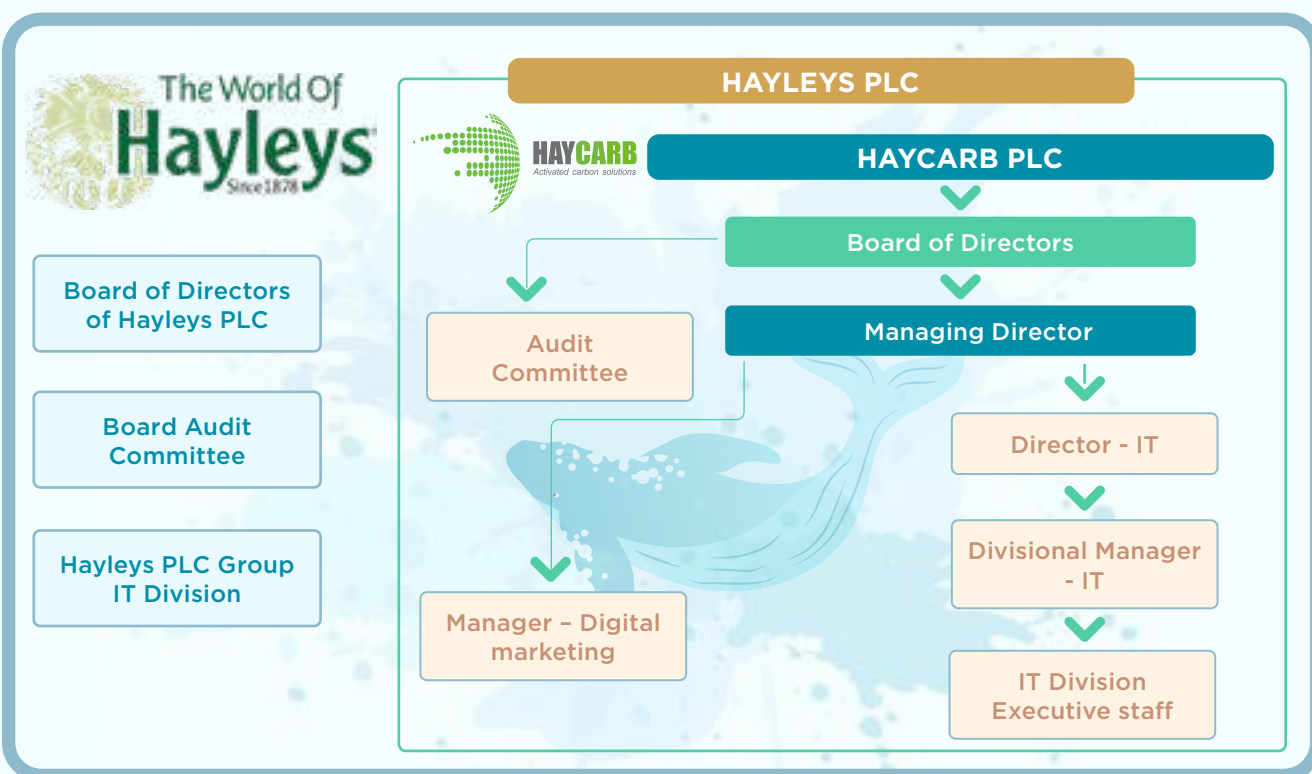 The World Of
Hayleys
Since 1878
Board of Directors
of Hayleys PLC
Board Audit
Committee
Hayleys PLC Group
IT Division
HAYLEYS PLC
HAYCARB
Activated carbon solutions
HAYCARB PLC
Board of Directors
Managing Director
Audit
Committee
Director - IT
Divisional Manager
- IT
Manager – Digital
marketing
IT Division
Executive staff